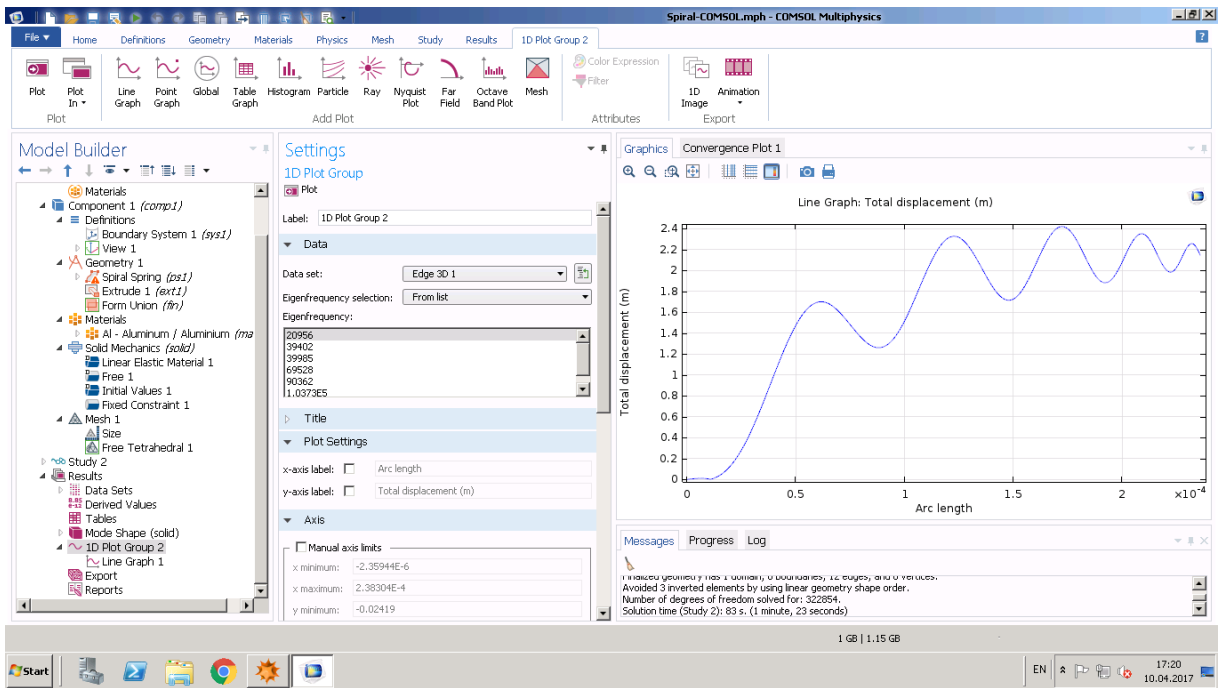 Spiral-COMSOL.mph - COMSOL Multiphysics
File Home Definitions Geometry Materials Physics Mesh Study Results 1D Plot Group 2
Plot Plot In Line Graph Point Graph Global Table Graph Histogram Particle Ray Nyquist Plot Far Field Octave Band Plot Mesh Color Expression Filter 1D Image Animation
Plot Add Plot Attributes Export
Model Builder
Materials
Component 1 (comp1)
Definitions
Boundary System 1 (sys1)
View 1
Geometry 1
Spiral Spring (ps1)
Extrude 1 (ext1)
Form Union (fin)
Materials
Al - Aluminum / Aluminium (ma
Solid Mechanics (solid)
Linear Elastic Material 1
Free 1
Initial Values 1
Fixed Constraint 1
Mesh 1
Size
Free Tetrahedral 1
Study 2
Results
Data Sets
Derived Values
Tables
Mode Shape (solid)
1D Plot Group 2
Line Graph 1
Export
Reports
Settings
1D Plot Group
Plot
Label: 1D Plot Group 2
Data
Data set: Edge 3D 1
Eigenfrequency selection: From list
Eigenfrequency:
20956
39402
39985
69528
90362
1.0373E5
Title
Plot Settings
x-axis label: Arc length
y-axis label: Total displacement (m)
Axis
Manual axis limits
x minimum: -2.35944E-6
x maximum: 2.38304E-4
y minimum: -0.02419
Graphics Convergence Plot 1
Line Graph: Total displacement (m)
Total displacement (m)
2.4
2.2
2
1.8
1.6
1.4
1.2
1
0.8
0.6
0.4
0.2
0
0 0.5 1 1.5 2 ×10⁻⁴
Arc length
Messages Progress Log
Finalized geometry has 1 domain, 6 boundaries, 12 edges, and 8 vertices.
Avoided 3 inverted elements by using linear geometry shape order.
Number of degrees of freedom solved for: 322854.
Solution time (Study 2): 83 s. (1 minute, 23 seconds)
1 GB | 1.15 GB
Start EN 17:20
10.04.2017